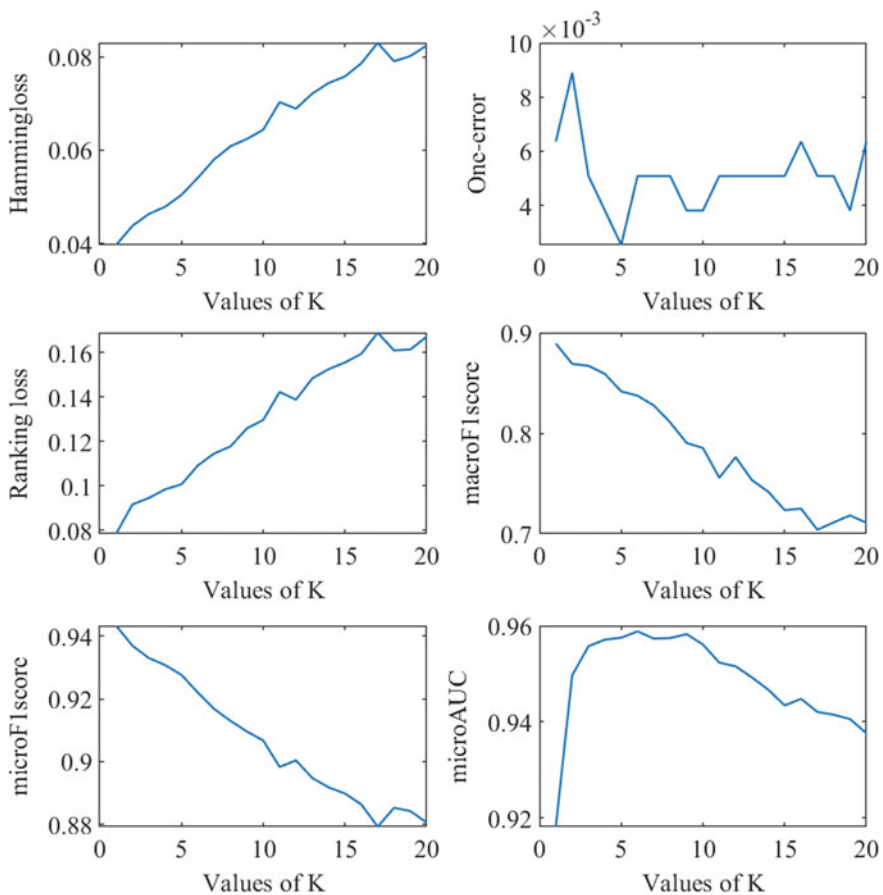 Hammingloss
0.08
0.06
0.04
0 5 10 15 20
Values of K
×10-3
One-error
10
8
6
4
0 5 10 15 20
Values of K
Ranking loss
0.16
0.14
0.12
0.1
0.08
0 5 10 15 20
Values of K
macroF1score
0.9
0.8
0.7
0 5 10 15 20
Values of K
microF1score
0.94
0.92
0.9
0.88
0 5 10 15 20
Values of K
microAUC
0.96
0.94
0.92
0 5 10 15 20
Values of K